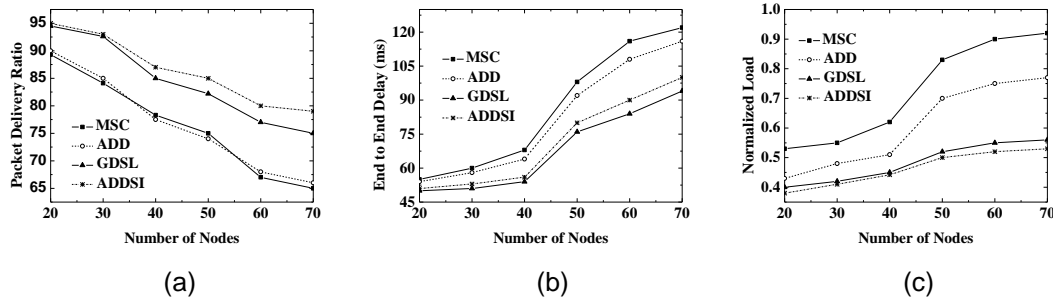 95
90
85
80
75
70
65
Packet Delivery Ratio
MSC
ADD
GDSL
ADDSI
20 30 40 50 60 70
Number of Nodes
(a)
120
105
90
75
60
45
End to End Delay (ms)
MSC
ADD
GDSL
ADDSI
20 30 40 50 60 70
Number of Nodes
(b)
1.0
0.9
0.8
0.7
0.6
0.5
0.4
Normalized Load
MSC
ADD
GDSL
ADDSI
20 30 40 50 60 70
Number of Nodes
(c)